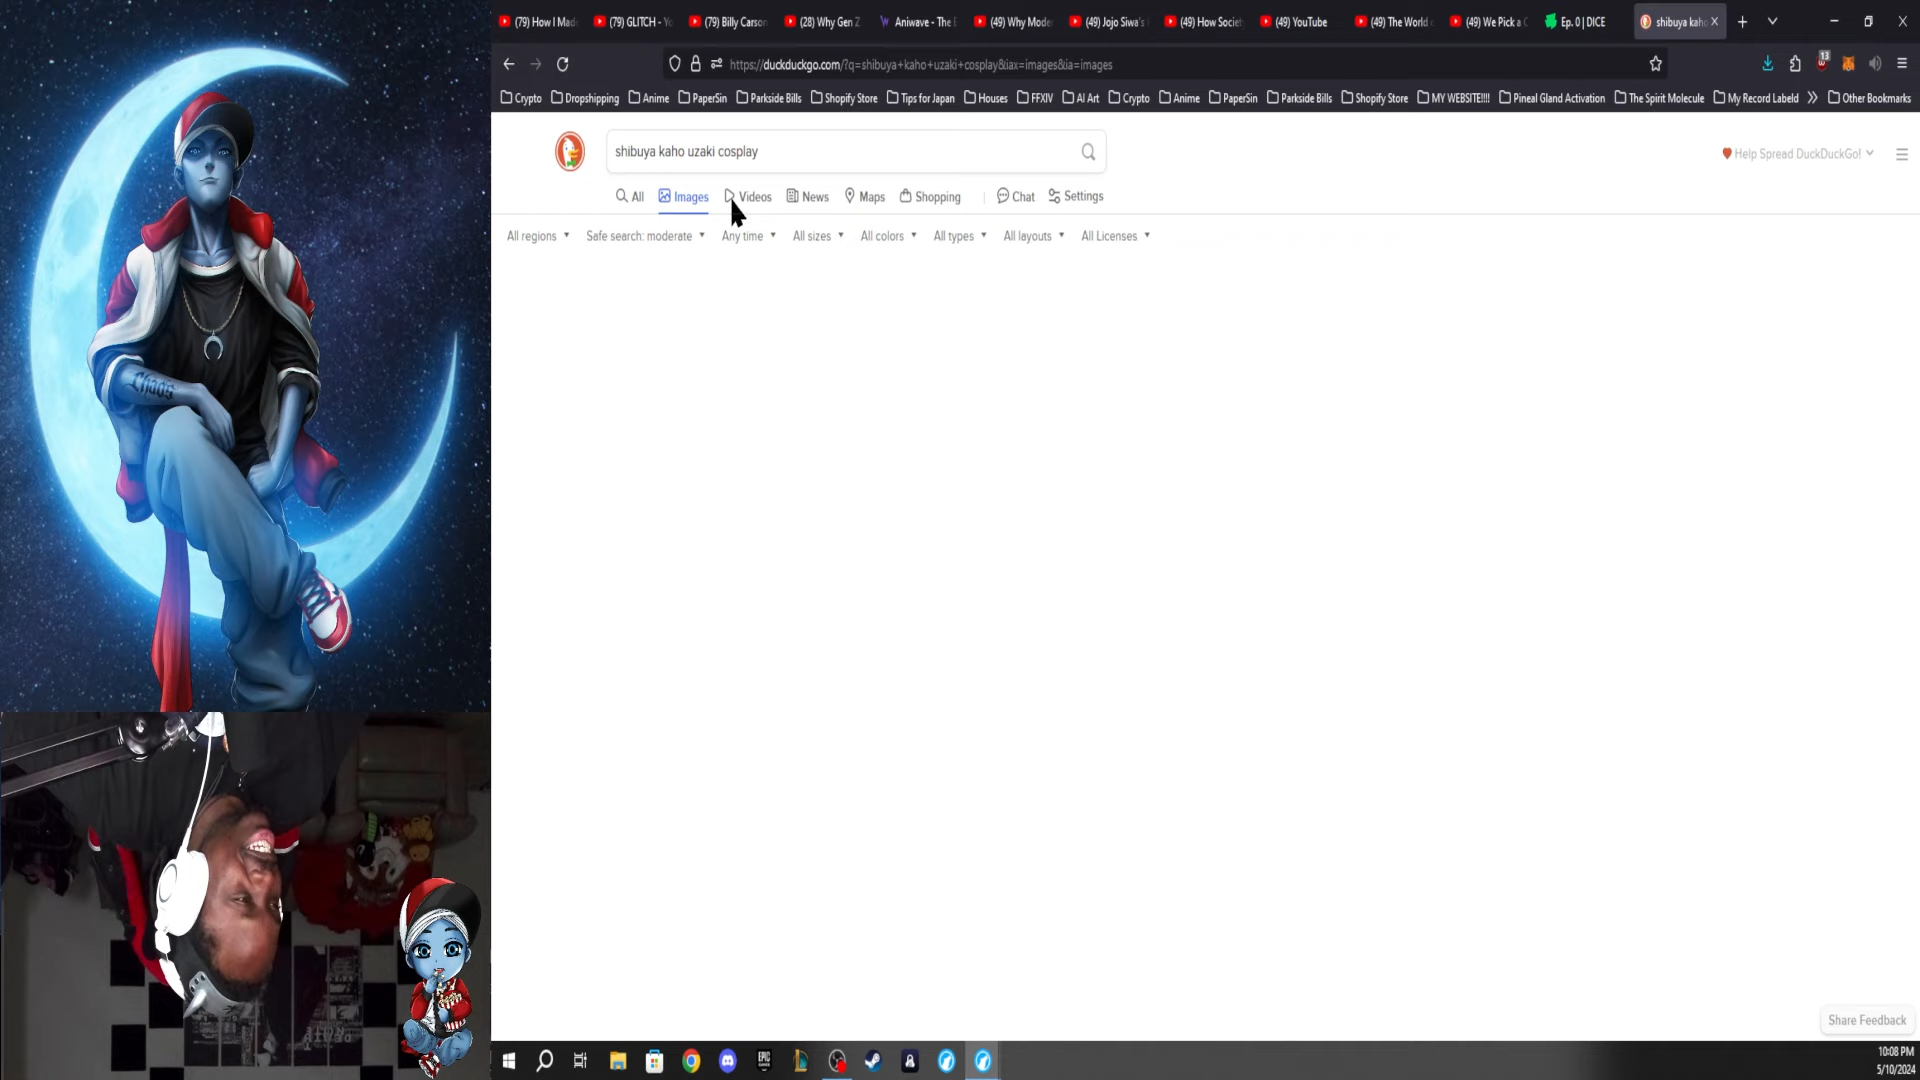 (79) How I Mad
(79) GLITCH - Yo
(79) Billy Carson
(28) Why Gen Z
Aniwave - The B
(49) Why Mode
(49) Jojo Siwa's
(49) How Societ
(49) YouTube
(49) The World
(49) We Pick a C
Ep. 0 | DICE
shibuya kaho
https://duckduckgo.com/?q=shibuya+kaho+uzaki+cosplay&iax=images&ia=images
13
Crypto
Dropshipping
Anime
PaperSin
Parkside Bills
Shopify Store
Tips for Japan
Houses
FFXIV
AI Art
Crypto
Anime
PaperSin
Parkside Bills
Shopify Store
MY WEBSITE!!!!
Pineal Gland Activation
The Spirit Molecule
My Record Labeld
Other Bookmarks
shibuya kaho uzaki cosplay
Help Spread DuckDuckGo!
All
Images
Videos
News
Maps
Shopping
Chat
Settings
All regions
Safe search: moderate
Any time
All sizes
All colors
All types
All layouts
All Licenses
Chaos
Share Feedback
EPIC GAMES
10:08 PM
5/10/2024